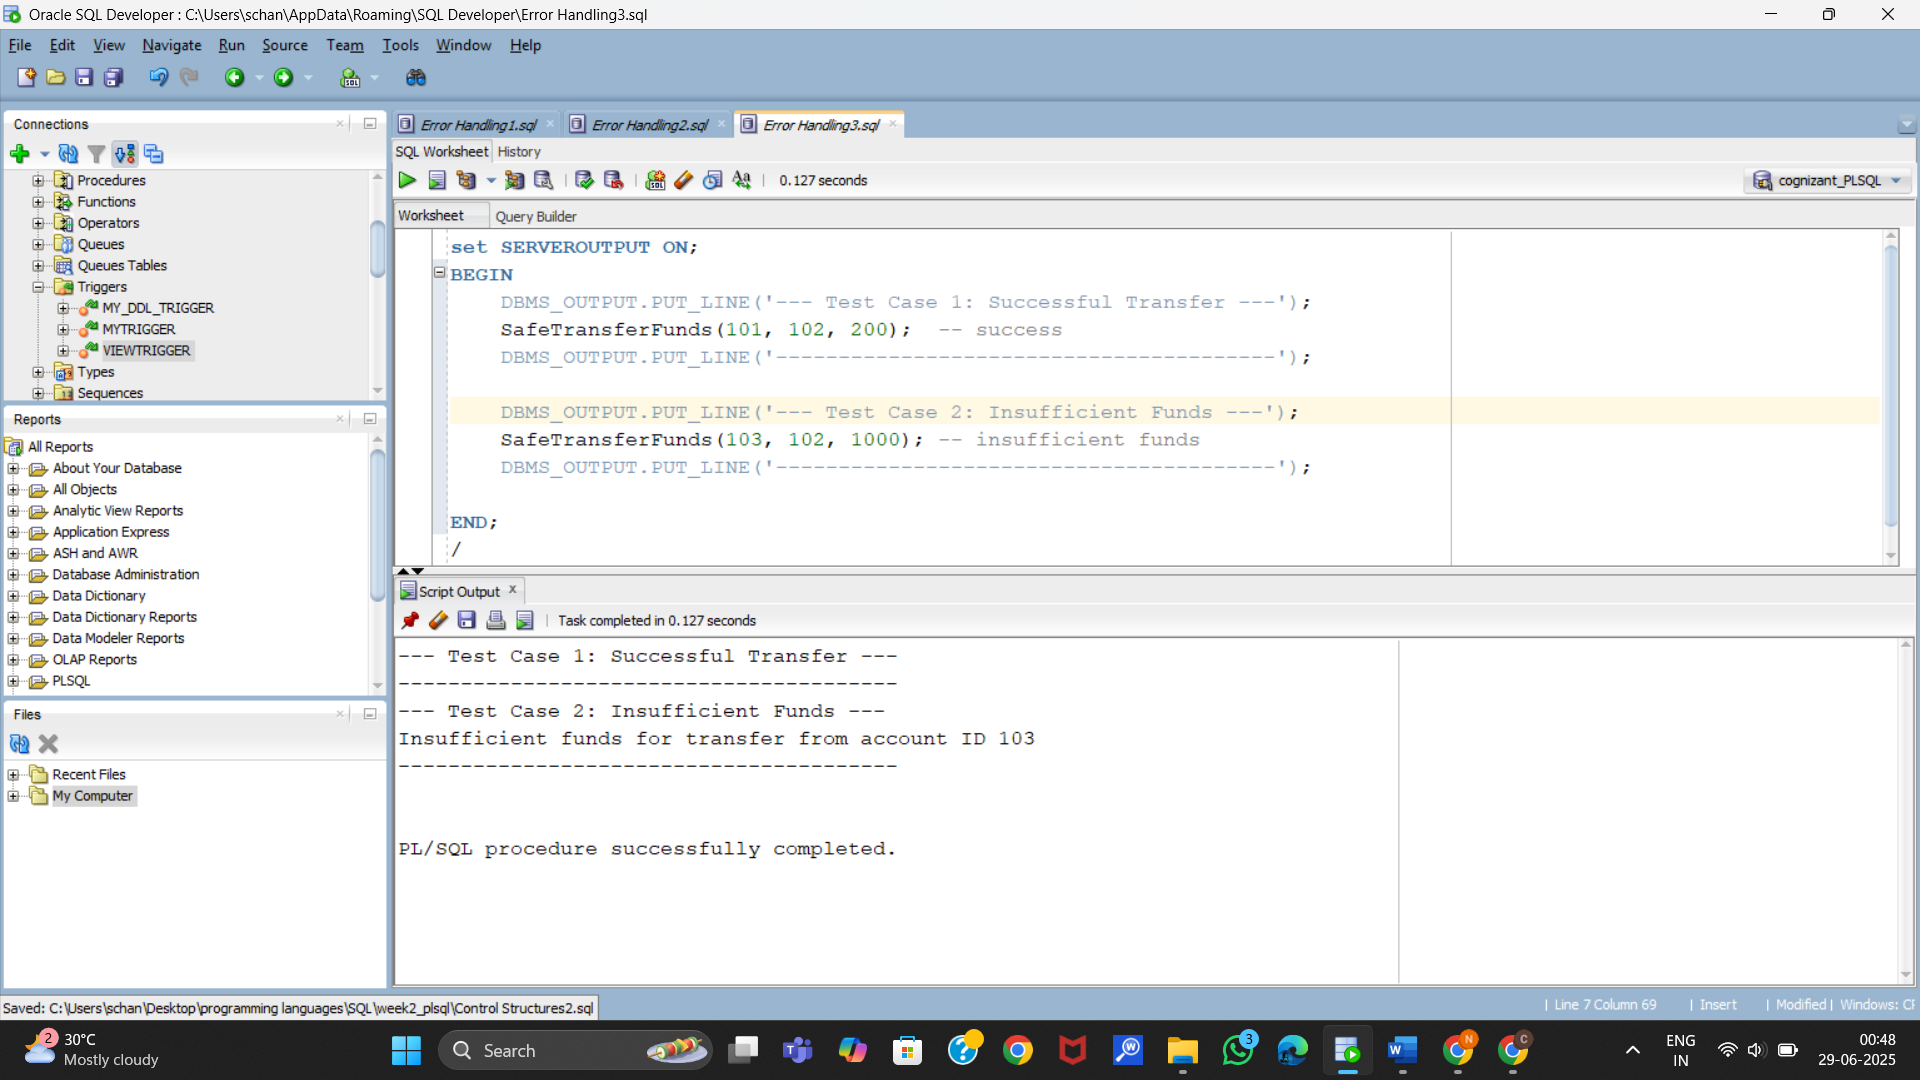 Oracle SQL Developer : C:\Users\schan\AppData\Roaming\SQL Developer\Error Handling3.sql
File Edit View Navigate Run Source Team Tools Window Help
Connections
Procedures
Functions
Operators
Queues
Queues Tables
Triggers
MY_DDL_TRIGGER
MYTRIGGER
VIEWTRIGGER
Types
Sequences
Reports
All Reports
About Your Database
All Objects
Analytic View Reports
Application Express
ASH and AWR
Database Administration
Data Dictionary
Data Dictionary Reports
Data Modeler Reports
OLAP Reports
PLSQL
Files
Recent Files
My Computer
Error Handling1.sql Error Handling2.sql Error Handling3.sql
SQL Worksheet History
0.127 seconds
cognizant_PLSQL
Worksheet Query Builder
set SERVEROUTPUT ON;
BEGIN
DBMS_OUTPUT.PUT_LINE('--- Test Case 1: Successful Transfer ---');
SafeTransferFunds(101, 102, 200);  -- success
DBMS_OUTPUT.PUT_LINE('----------------------------------------');
DBMS_OUTPUT.PUT_LINE('--- Test Case 2: Insufficient Funds ---');
SafeTransferFunds(103, 102, 1000); -- insufficient funds
DBMS_OUTPUT.PUT_LINE('----------------------------------------');
END;
/
Script Output
Task completed in 0.127 seconds
--- Test Case 1: Successful Transfer ---
----------------------------------------
--- Test Case 2: Insufficient Funds ---
Insufficient funds for transfer from account ID 103
----------------------------------------
PL/SQL procedure successfully completed.
Saved: C:\Users\schan\Desktop\programming languages\SQL\week2_plsql\Control Structures2.sql
| Line 7 Column 69 | Insert | Modified | Windows:
2
30°C
Mostly cloudy
Search
3
N
C
ENG
IN
00:48
29-06-2025